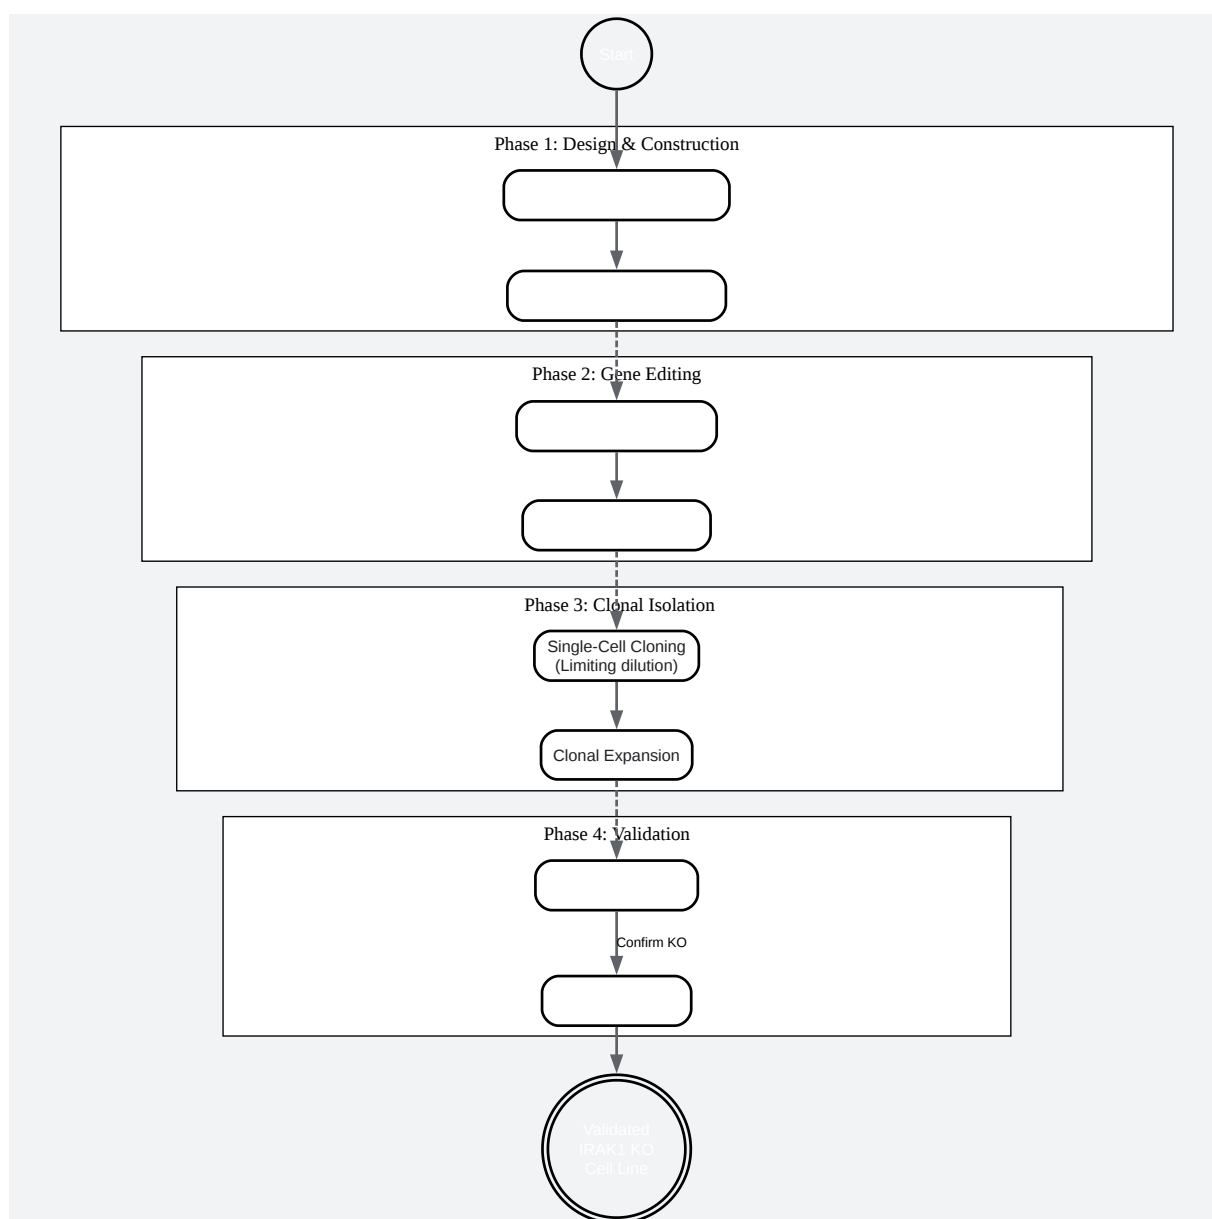 Start
Phase 1: Design & Construction
Phase 2: Gene Editing
Phase 3: Clonal Isolation
Single-Cell Cloning
(Limiting dilution)
Clonal Expansion
Phase 4: Validation
Confirm KO
Validated
IRAK1 KO
Cell Line